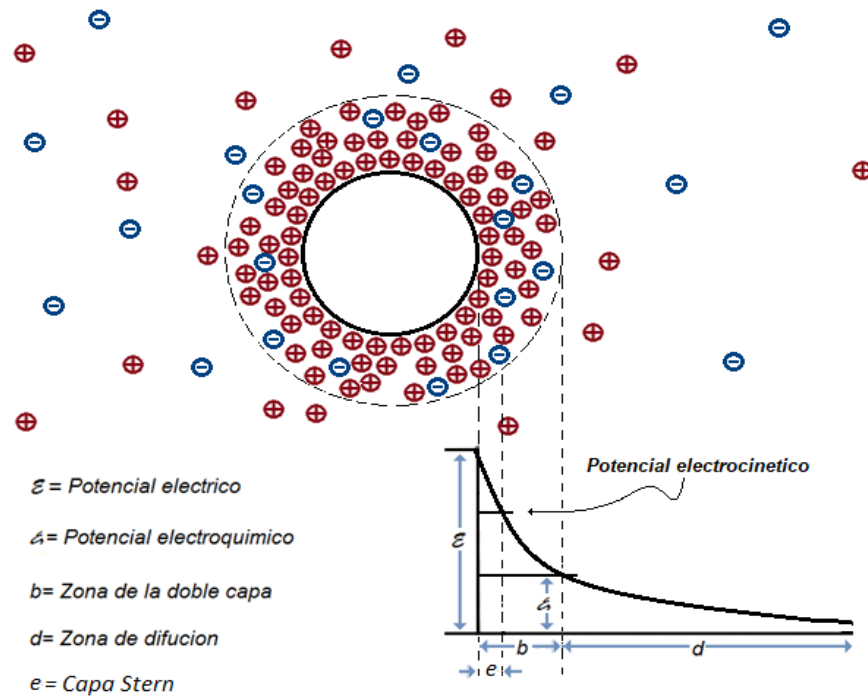 Potencial electrocinetico
ℰ = Potencial electrico
= Potencial electroquimico
b= Zona de la doble capa
d= Zona de difucion
e = Capa Stern
ℰ
b
d
e